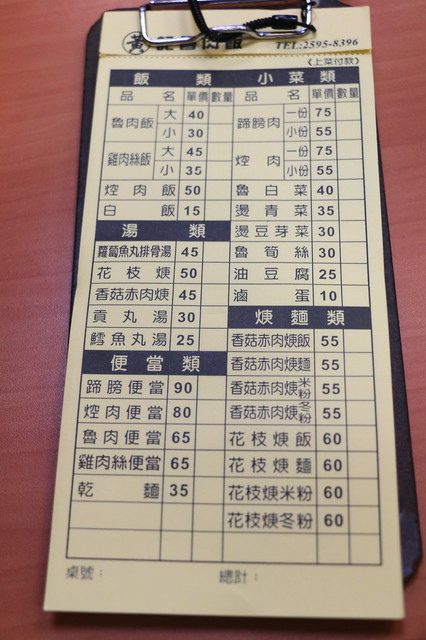 黃記魯肉飯 TEL:2595-8396
〈上菜付款〉
飯類 小菜類
品名 單價 數量 品名 單價 數量
魯肉飯 大 40 蹄膀肉 一份 75
小 30 小份 55
雞肉絲飯 大 45 焢肉 一份 75
小 35 小份 55
焢肉飯 50 魯白菜 40
白飯 15 燙青菜 35
湯類 燙豆芽菜 30
蘿蔔魚丸排骨湯 45 魯筍絲 30
花枝焿 50 油豆腐 25
香菇赤肉焿 45 滷蛋 10
貢丸湯 30 焿麵類
鱈魚丸湯 25 香菇赤肉焿飯 55
便當類 香菇赤肉焿麵 55
蹄膀便當 90 香菇赤肉焿米粉 55
焢肉便當 80 香菇赤肉焿冬粉 55
魯肉便當 65 花枝焿飯 60
雞肉絲便當 65 花枝焿麵 60
乾麵 35 花枝焿米粉 60
花枝焿冬粉 60
桌號： 總計：